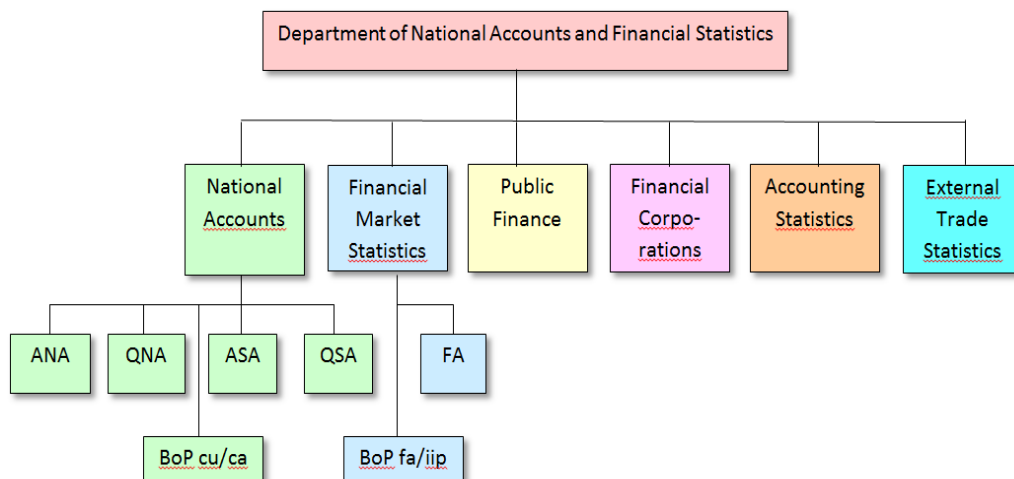 Department of National Accounts and Financial Statistics
National
Accounts
Financial
Market
Statistics
Public
Finance
Financial
Corpo-
rations
Accounting
Statistics
External
Trade
Statistics
ANA
QNA
ASA
QSA
FA
BoP cu/ca
BoP fa/iip